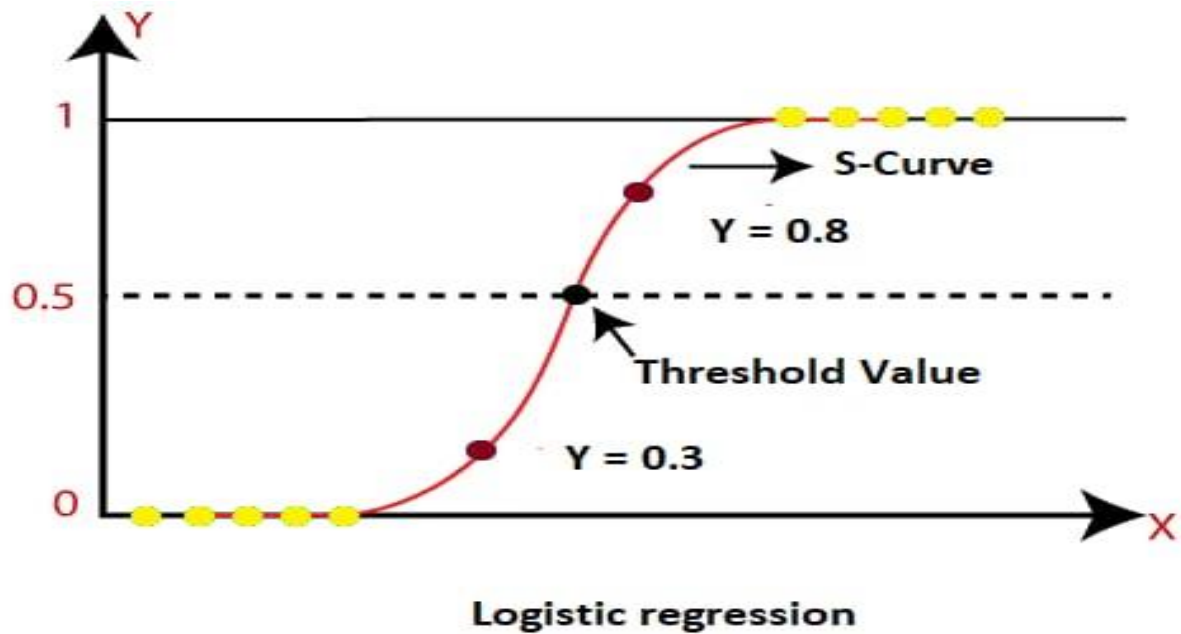 Y
1
S-Curve
Y = 0.8
0.5
Threshold Value
Y = 0.3
0
X
Logistic regression